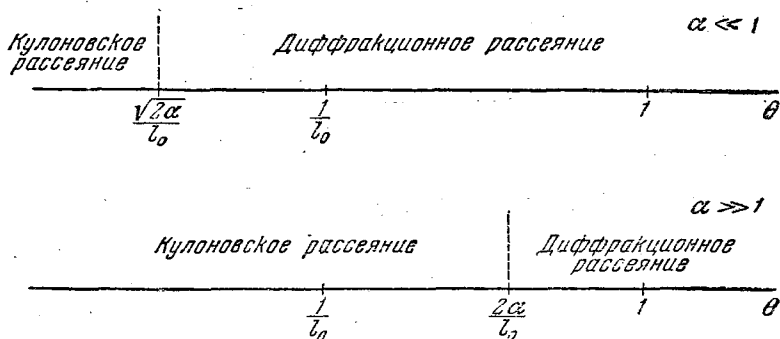 α ≪ 1
Кулоновское рассеяние
Диффракционное рассеяние
√2α/l₀
1/l₀
1
θ
α ≫ 1
Кулоновское рассеяние
Диффракционное рассеяние
1/l₀
2α/l₀
1
θ